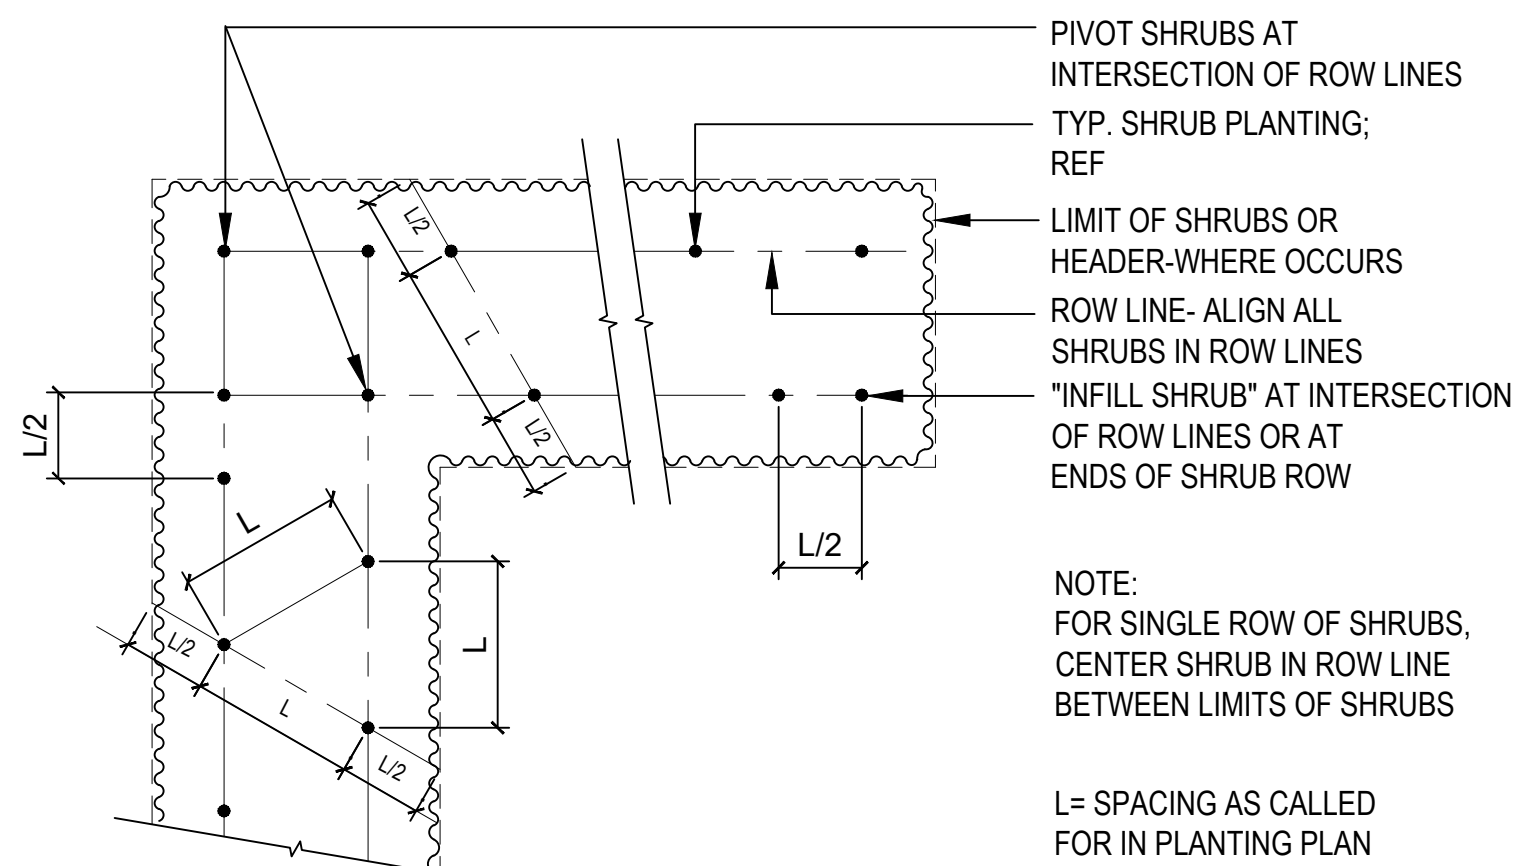 PIVOT SHRUBS AT
INTERSECTION OF ROW LINES
TYP. SHRUB PLANTING;
REF
LIMIT OF SHRUBS OR
HEADER-WHERE OCCURS
ROW LINE- ALIGN ALL
SHRUBS IN ROW LINES
"INFILL SHRUB" AT INTERSECTION
OF ROW LINES OR AT
ENDS OF SHRUB ROW
NOTE:
FOR SINGLE ROW OF SHRUBS,
CENTER SHRUB IN ROW LINE
BETWEEN LIMITS OF SHRUBS
L= SPACING AS CALLED
FOR IN PLANTING PLAN
L/2
L
L/2
L/2
L
L
L/2
L
L/2
L/2